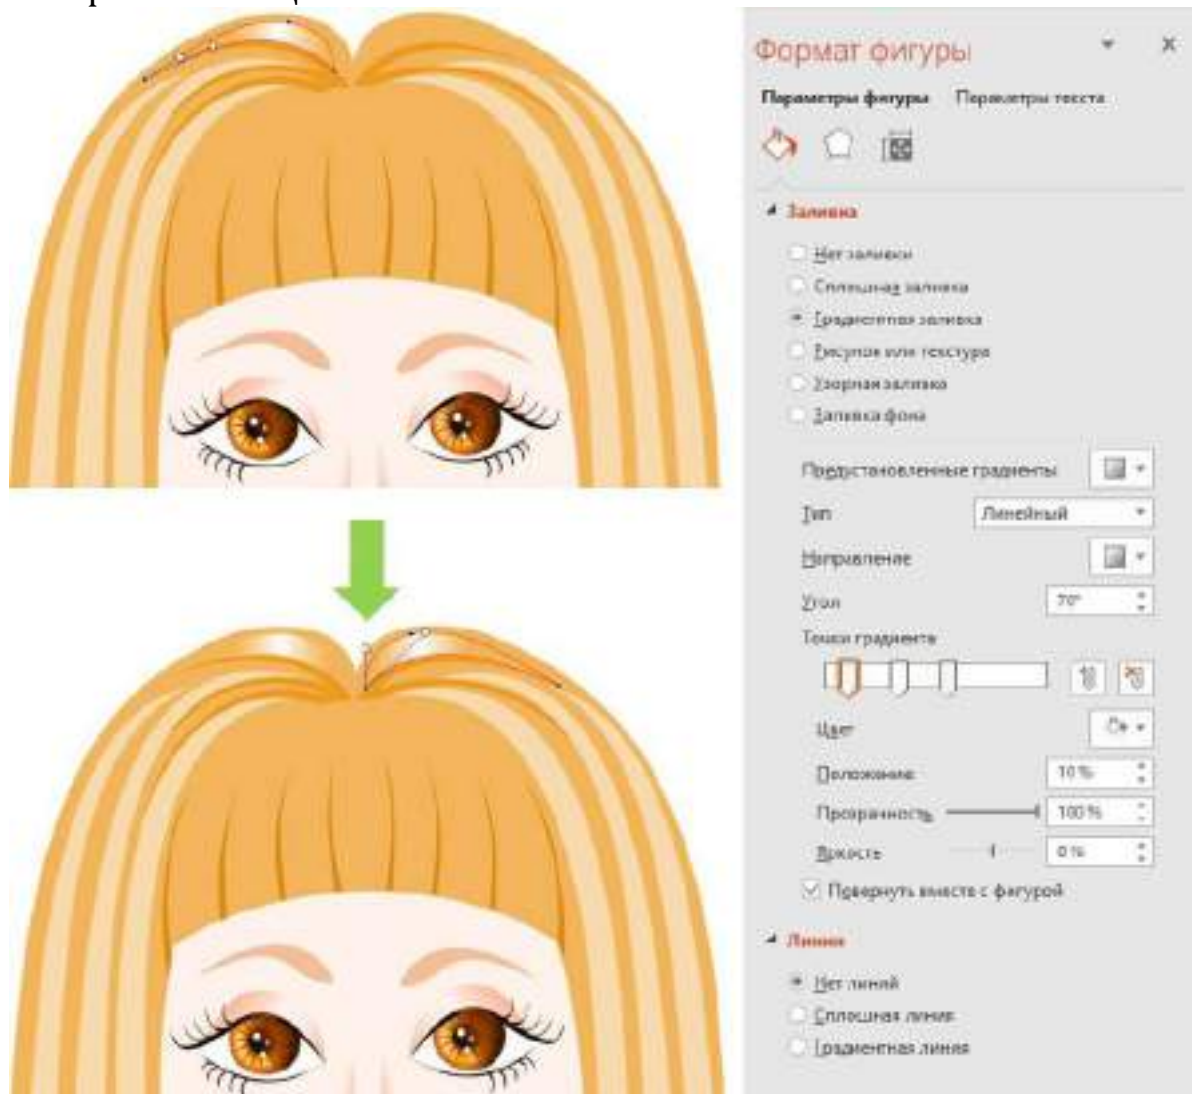 Формат фигуры
Параметры фигуры Параметры текста
Заливка
Нет заливки
Сплошная заливка
Градиентная заливка
Рисунок или текстура
Узорная заливка
Заливка фона
Предустановленные градиенты
Тип Линейный
Направление
Угол 70°
Точки градиента
Цвет
Положение 10 %
Прозрачность 100 %
Яркость 0 %
Повернуть вместе с фигурой
Линии
Нет линий
Сплошная линия
Градиентная линия